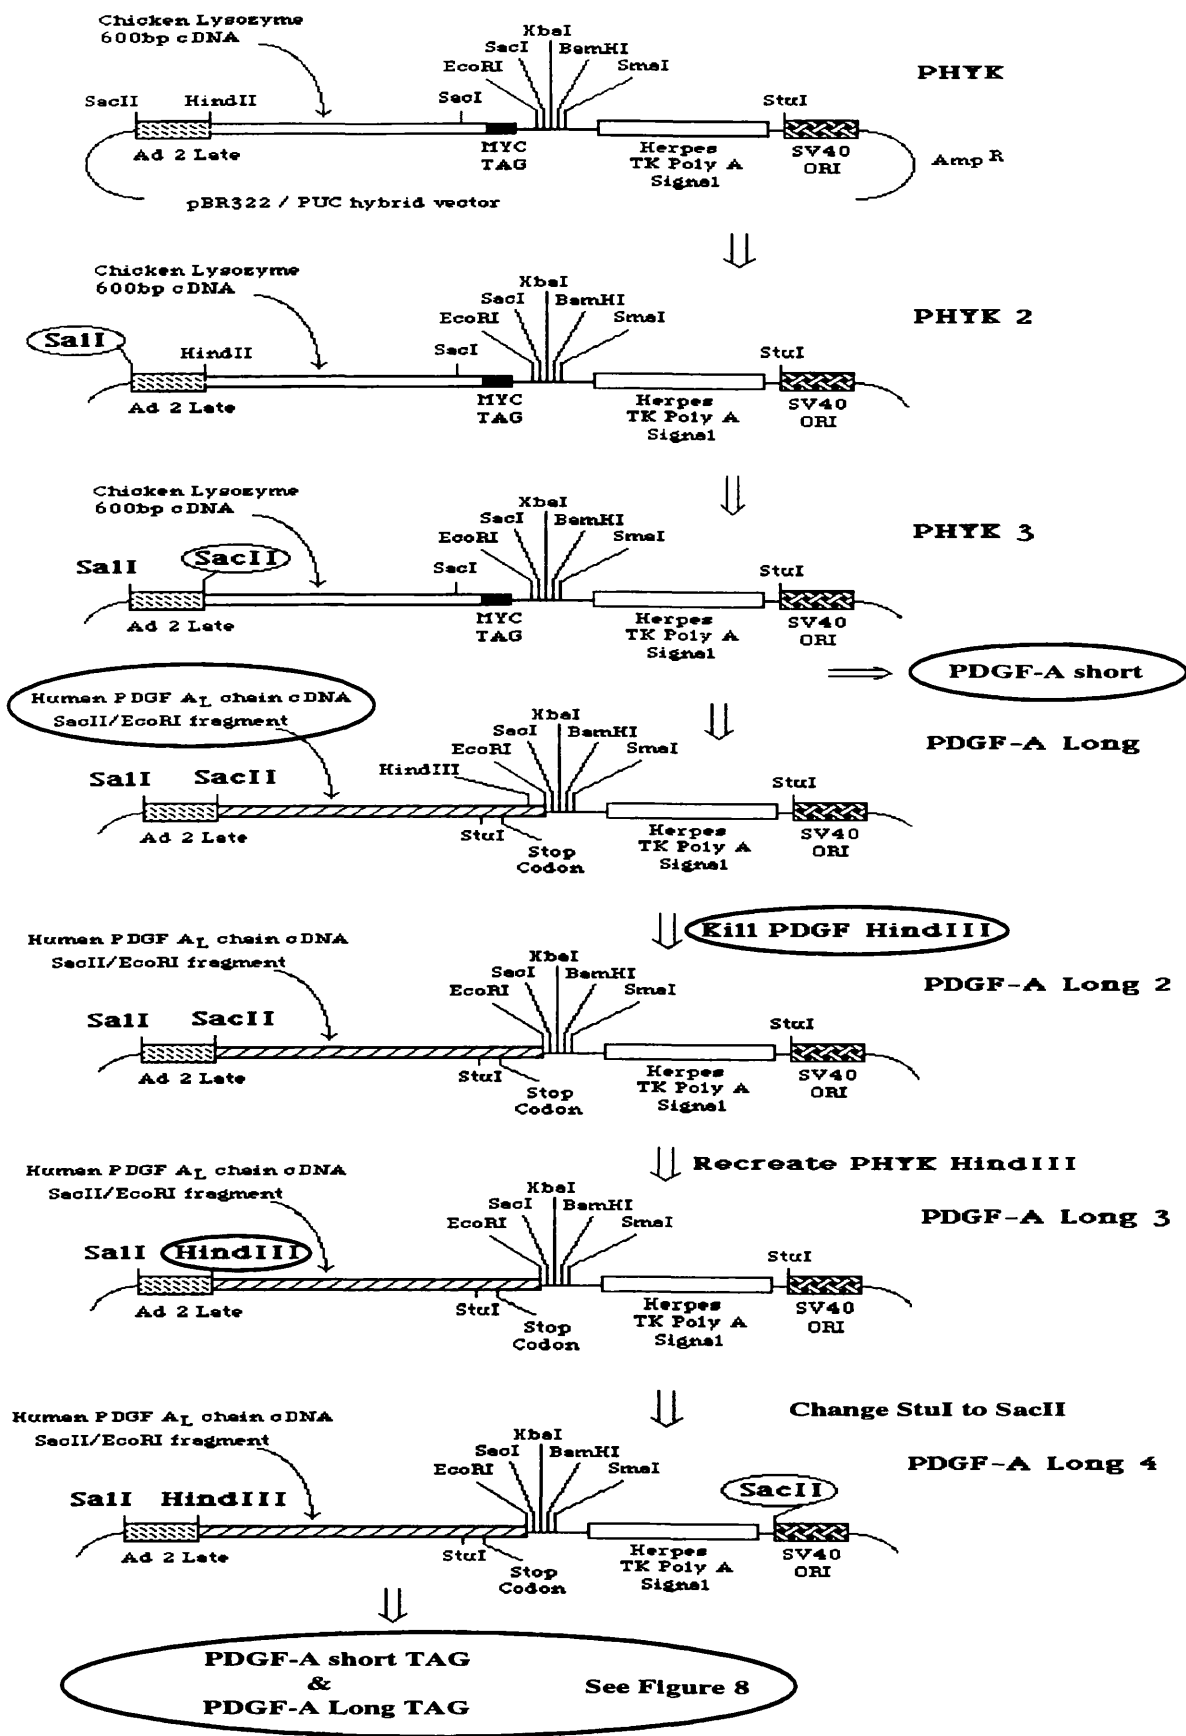 Chicken Lysozyme
600bp cDNA
XbaI
SacI
BamHI
EcoRI
SmaI
PHYK
SacII
HindII
SacI
StuI
Ad 2 Late
MYC
TAG
Herpes
TK Poly A
Signal
SV40
ORI
Amp R
pBR322 / PUC hybrid vector
Chicken Lysozyme
600bp cDNA
XbaI
SacI
BamHI
EcoRI
SmaI
PHYK 2
SalI
HindII
SacI
StuI
Ad 2 Late
MYC
TAG
Herpes
TK Poly A
Signal
SV40
ORI
Chicken Lysozyme
600bp cDNA
XbaI
SacI
BamHI
EcoRI
SmaI
PHYK 3
SalI
SacII
SacI
StuI
Ad 2 Late
MYC
TAG
Herpes
TK Poly A
Signal
SV40
ORI
PDGF-A short
Human PDGF AL chain cDNA
SacII/EcoRI fragment
XbaI
SacI
BamHI
EcoRI
SmaI
HindIII
PDGF-A Long
SalI
SacII
StuI
Ad 2 Late
StuI
Stop
Codon
Herpes
TK Poly A
Signal
SV40
ORI
Kill PDGF HindIII
Human PDGF AL chain cDNA
SacII/EcoRI fragment
XbaI
SacI
BamHI
EcoRI
SmaI
PDGF-A Long 2
SalI
SacII
StuI
Ad 2 Late
StuI
Stop
Codon
Herpes
TK Poly A
Signal
SV40
ORI
Recreate PHYK HindIII
Human PDGF AL chain cDNA
SacII/EcoRI fragment
XbaI
SacI
BamHI
EcoRI
SmaI
PDGF-A Long 3
SalI
HindIII
StuI
Ad 2 Late
StuI
Stop
Codon
Herpes
TK Poly A
Signal
SV40
ORI
Change StuI to SacII
Human PDGF AL chain cDNA
SacII/EcoRI fragment
XbaI
SacI
BamHI
EcoRI
SmaI
PDGF-A Long 4
SalI
HindIII
SacII
Ad 2 Late
StuI
Stop
Codon
Herpes
TK Poly A
Signal
SV40
ORI
PDGF-A short TAG
&
PDGF-A Long TAG
See Figure 8